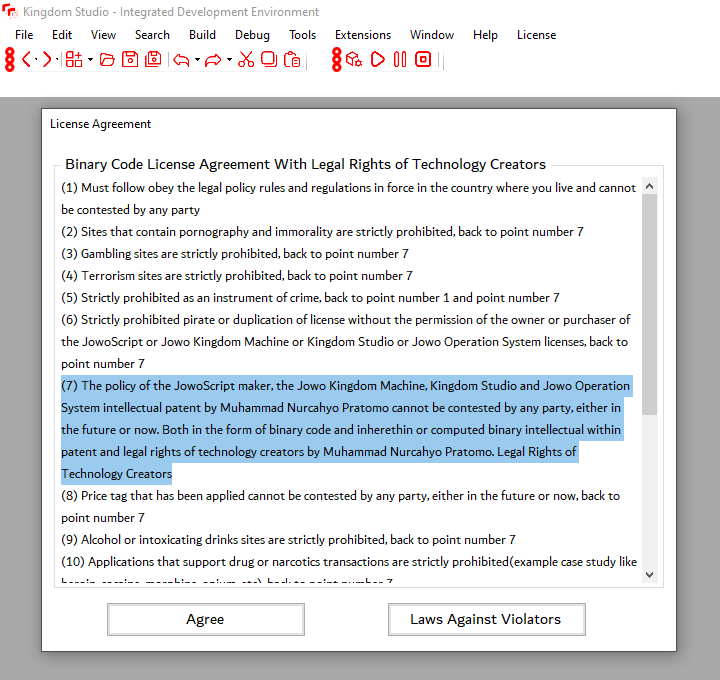 Kingdom Studio - Integrated Development Environment
File Edit View Search Build Debug Tools Extensions Window Help License
License Agreement
Binary Code License Agreement With Legal Rights of Technology Creators
(1) Must follow obey the legal policy rules and regulations in force in the country where you live and cannot
be contested by any party
(2) Sites that contain pornography and immorality are strictly prohibited, back to point number 7
(3) Gambling sites are strictly prohibited, back to point number 7
(4) Terrorism sites are strictly prohibited, back to point number 7
(5) Strictly prohibited as an instrument of crime, back to point number 1 and point number 7
(6) Strictly prohibited pirate or duplication of license without the permission of the owner or purchaser of
the JowoScript or Jowo Kingdom Machine or Kingdom Studio or Jowo Operation System licenses, back to
point number 7
(7) The policy of the JowoScript maker, the Jowo Kingdom Machine, Kingdom Studio and Jowo Operation
System intellectual patent by Muhammad Nurcahyo Pratomo cannot be contested by any party, either in
the future or now. Both in the form of binary code and inherethin or computed binary intellectual within
patent and legal rights of technology creators by Muhammad Nurcahyo Pratomo. Legal Rights of
Technology Creators
(8) Price tag that has been applied cannot be contested by any party, either in the future or now, back to
point number 7
(9) Alcohol or intoxicating drinks sites are strictly prohibited, back to point number 7
(10) Applications that support drug or narcotics transactions are strictly prohibited(example case study like
heroin, cocaine, morphine, opium, etc), back to point number 7
Agree
Laws Against Violators